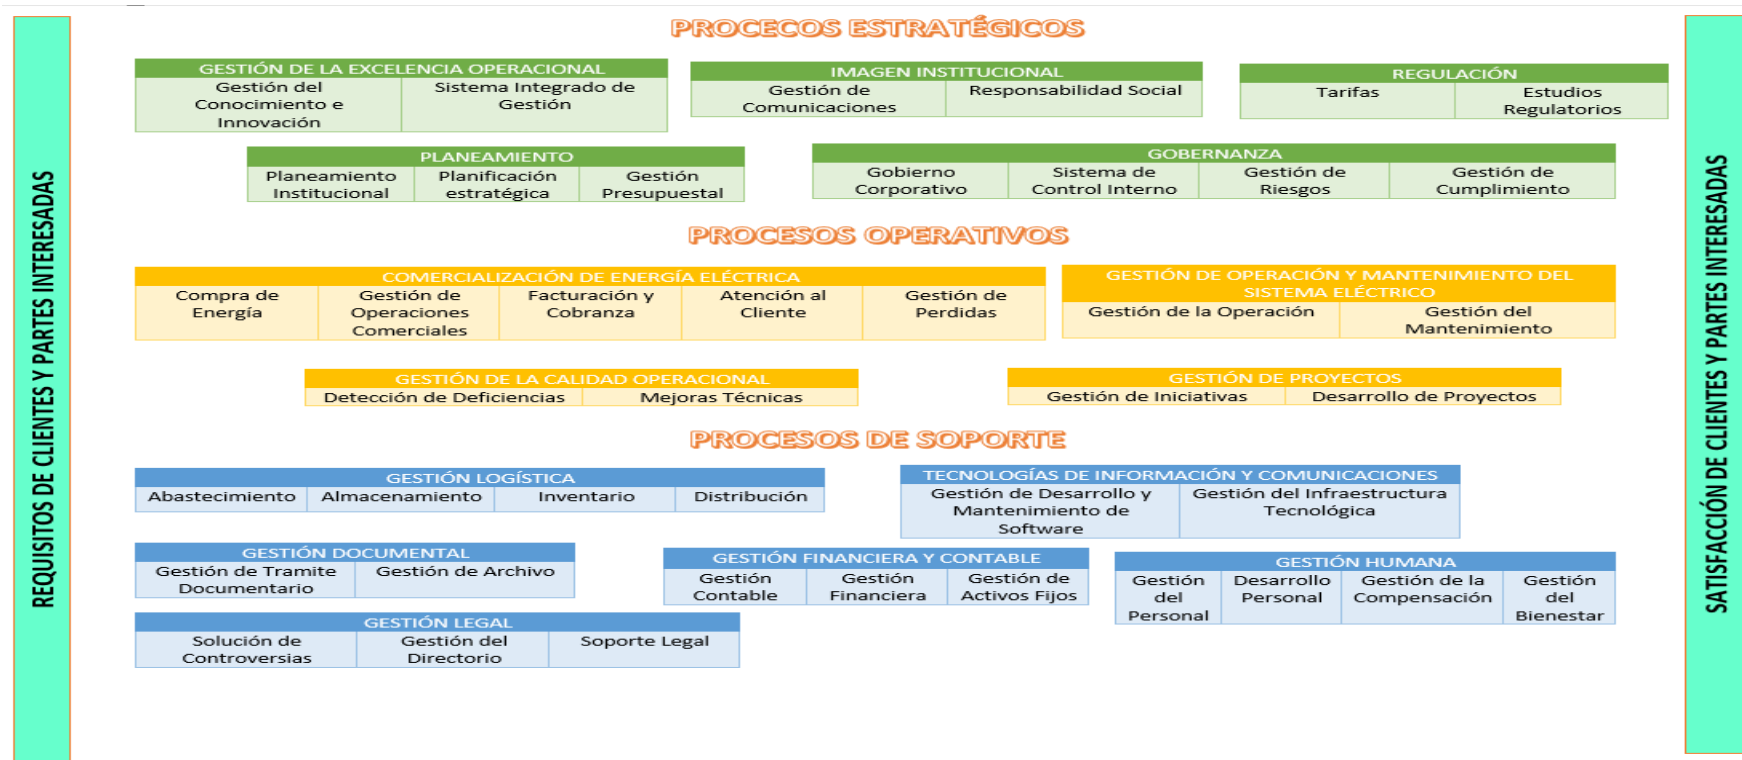 REQUISITOS DE CLIENTES Y PARTES INTERESADAS
PROCECOS ESTRATÉGICOS
GESTIÓN DE LA EXCELENCIA OPERACIONAL
Gestión del
Conocimiento e
Innovación
Sistema Integrado de
Gestión
IMAGEN INSTITUCIONAL
Gestión de
Comunicaciones
Responsabilidad Social
REGULACIÓN
Tarifas
Estudios
Regulatorios
PLANEAMIENTO
Planeamiento
Institucional
Planificación
estratégica
Gestión
Presupuestal
GOBERNANZA
Gobierno
Corporativo
Sistema de
Control Interno
Gestión de
Riesgos
Gestión de
Cumplimiento
PROCESOS OPERATIVOS
COMERCIALIZACIÓN DE ENERGÍA ELÉCTRICA
Compra de
Energía
Gestión de
Operaciones
Comerciales
Facturación y
Cobranza
Atención al
Cliente
Gestión de
Perdidas
GESTIÓN DE OPERACIÓN Y MANTENIMIENTO DEL
SISTEMA ELÉCTRICO
Gestión de la Operación
Gestión del
Mantenimiento
GESTIÓN DE LA CALIDAD OPERACIONAL
Detección de Deficiencias
Mejoras Técnicas
GESTIÓN DE PROYECTOS
Gestión de Iniciativas
Desarrollo de Proyectos
PROCESOS DE SOPORTE
GESTIÓN LOGÍSTICA
Abastecimiento
Almacenamiento
Inventario
Distribución
TECNOLOGÍAS DE INFORMACIÓN Y COMUNICACIONES
Gestión de Desarrollo y
Mantenimiento de
Software
Gestión del Infraestructura
Tecnológica
GESTIÓN DOCUMENTAL
Gestión de Tramite
Documentario
Gestión de Archivo
GESTIÓN FINANCIERA Y CONTABLE
Gestión
Contable
Gestión
Financiera
Gestión de
Activos Fijos
GESTIÓN HUMANA
Gestión
del
Personal
Desarrollo
Personal
Gestión de la
Compensación
Gestión
del
Bienestar
GESTIÓN LEGAL
Solución de
Controversias
Gestión del
Directorio
Soporte Legal
SATISFACCIÓN DE CLIENTES Y PARTES INTERESADAS